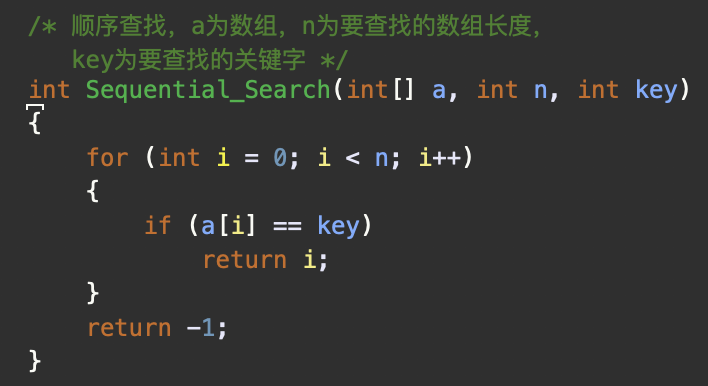 /* 顺序查找，a为数组，n为要查找的数组长度，
   key为要查找的关键字 */
int Sequential_Search(int[] a, int n, int key)
{
    for (int i = 0; i < n; i++)
    {
        if (a[i] == key)
            return i;
    }
    return -1;
}